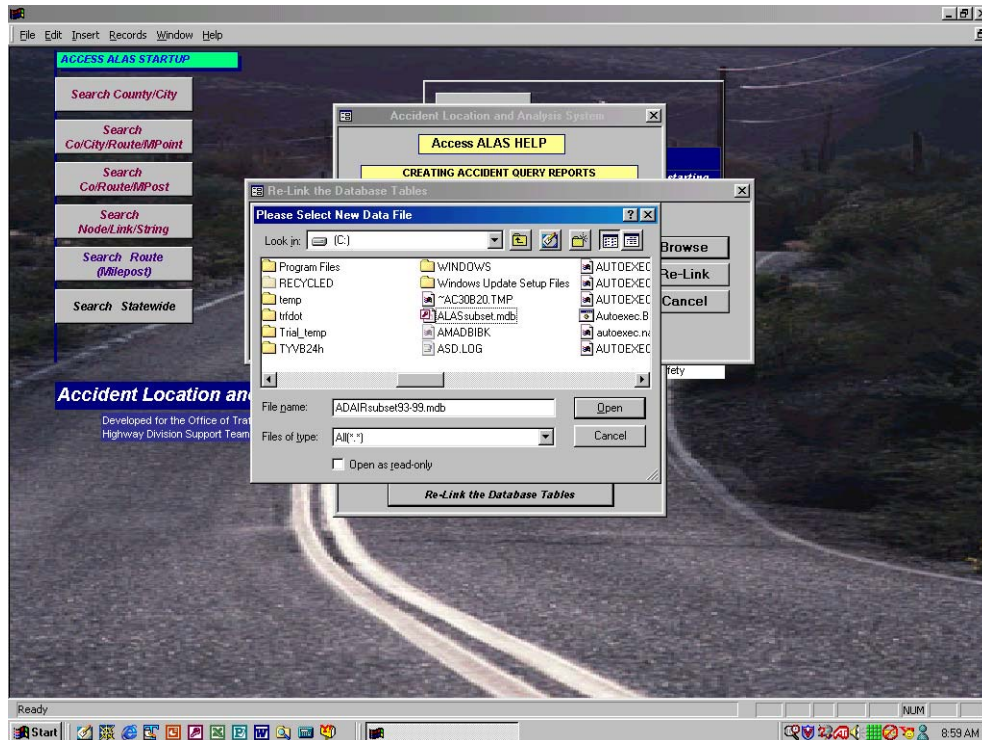 File Edit Insert Records Window Help
ACCESS ALAS STARTUP
Search County/City
Search
Co/City/Route/MPoint
Search
Co/Route/MPost
Search
Node/Link/String
Search Route
(Milepost)
Search Statewide
Accident Location an
Developed for the Office of Traf
Highway Division Support Team
Accident Location and Analysis System
Access ALAS HELP
CREATING ACCIDENT QUERY REPORTS
starting
Re-Link the Database Tables
Browse
Re-Link
Cancel
fety
Please Select New Data File
Look in: (C:)
Program Files
RECYCLED
temp
trfdot
Trial_temp
TYVB24h
WINDOWS
Windows Update Setup Files
~AC30B20.TMP
ALASsubset.mdb
AMADBIBK
ASD.LOG
AUTOEXEC
AUTOEXEC
AUTOEXEC
Autoexec.B
autoexec.na
AUTOEXEC
File name: ADAIRsubset93-99.mdb Open
Files of type: All(*.*) Cancel
Open as read-only
Re-Link the Database Tables
Ready NUM
Start 8:59 AM